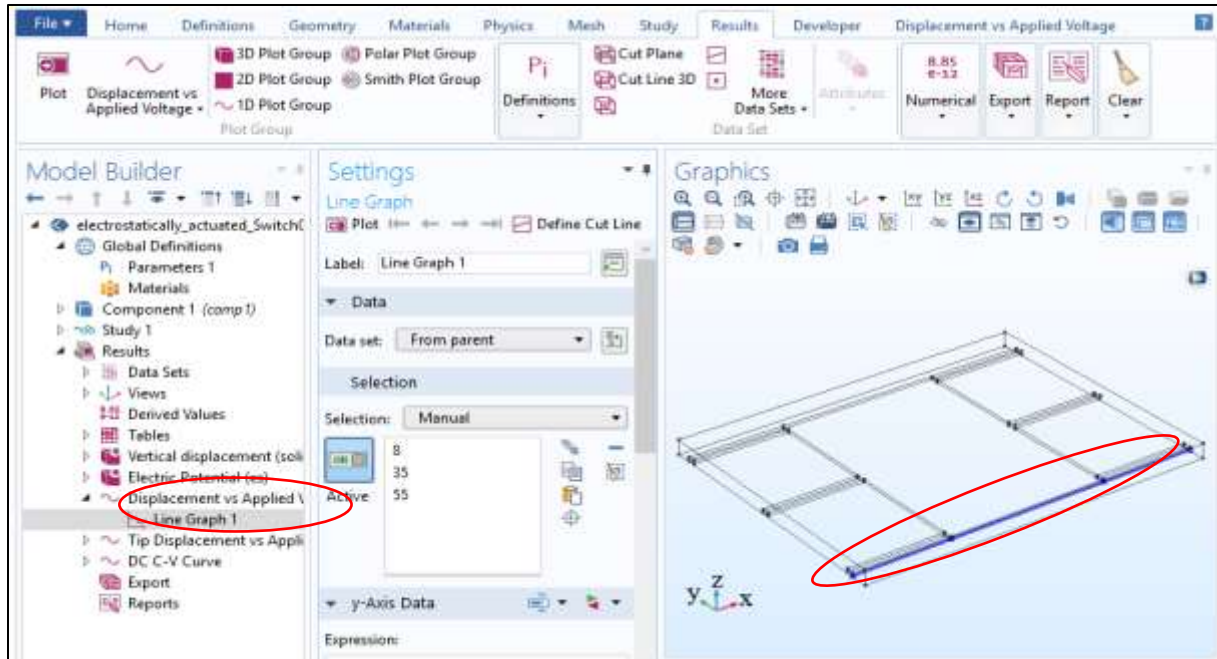 File Home Definitions Geometry Materials Physics Mesh Study Results Developer Displacement vs Applied Voltage ?
Plot
Displacement vs
Applied Voltage
3D Plot Group
2D Plot Group
1D Plot Group
Polar Plot Group
Smith Plot Group
Plot Group
Pi
Definitions
Cut Plane
Cut Line 3D
More
Data Sets
Attributes
Data Set
8.85
e-12
Numerical
Export
Report
Clear
Model Builder
electrostatically_actuated_Switch
Global Definitions
Pi Parameters 1
Materials
Component 1 (comp1)
Study 1
Results
Data Sets
Views
Derived Values
Tables
Vertical displacement (soli
Electric Potential (es)
Displacement vs Applied V
Line Graph 1
Tip Displacement vs Appli
DC C-V Curve
Export
Reports
Settings
Line Graph
Plot Define Cut Line
Label: Line Graph 1
Data
Data set: From parent
Selection
Selection: Manual
8
35
55
Active
y-Axis Data
Expression:
Graphics
z
y x